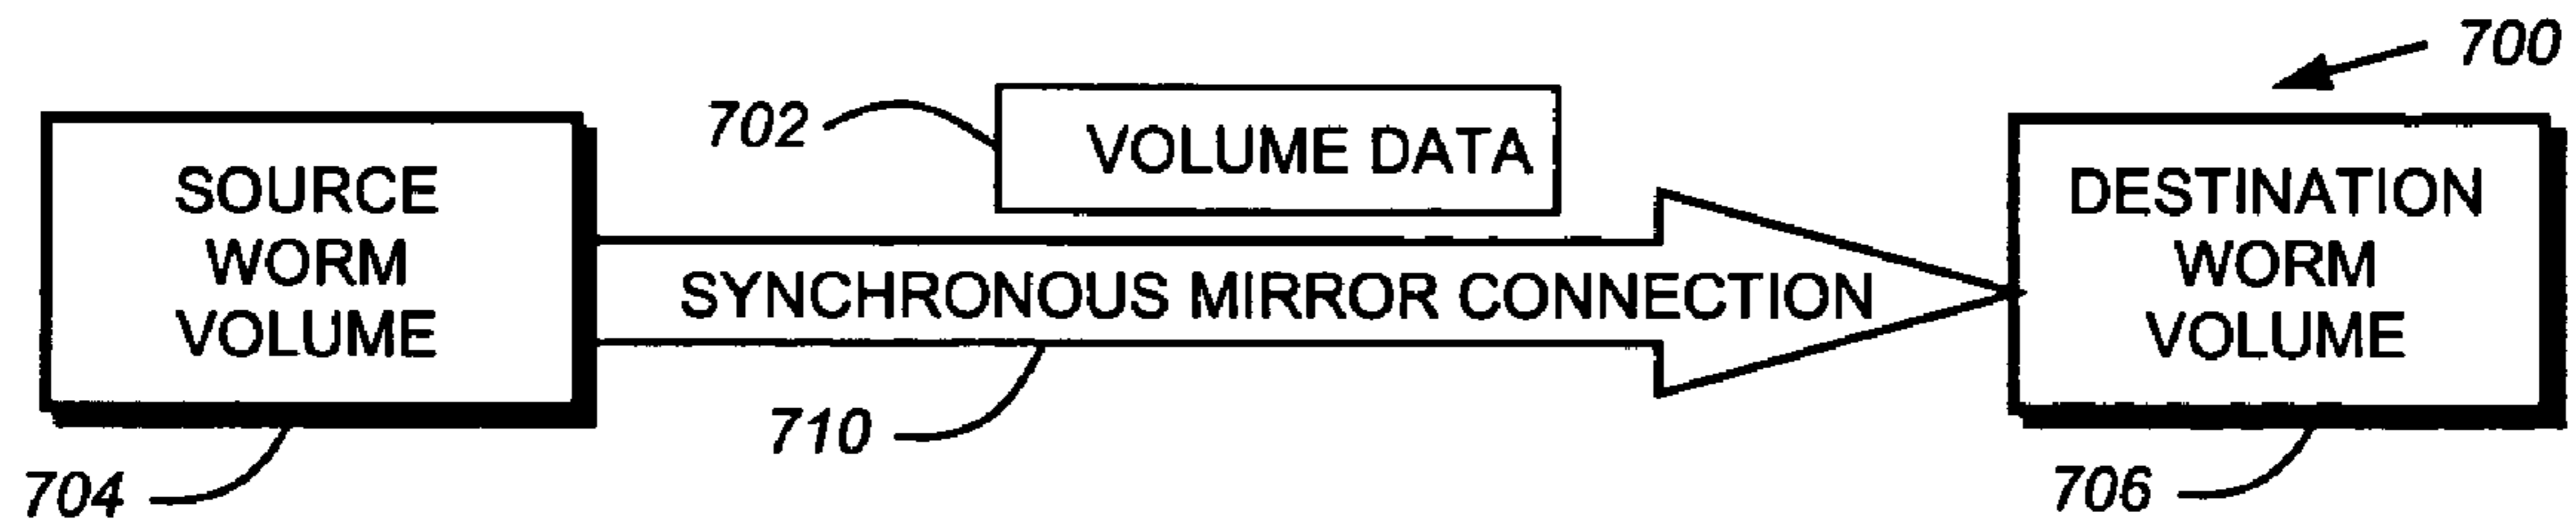 700
702
VOLUME DATA
SOURCE
WORM
VOLUME
SYNCHRONOUS MIRROR CONNECTION
DESTINATION
WORM
VOLUME
704
710
706